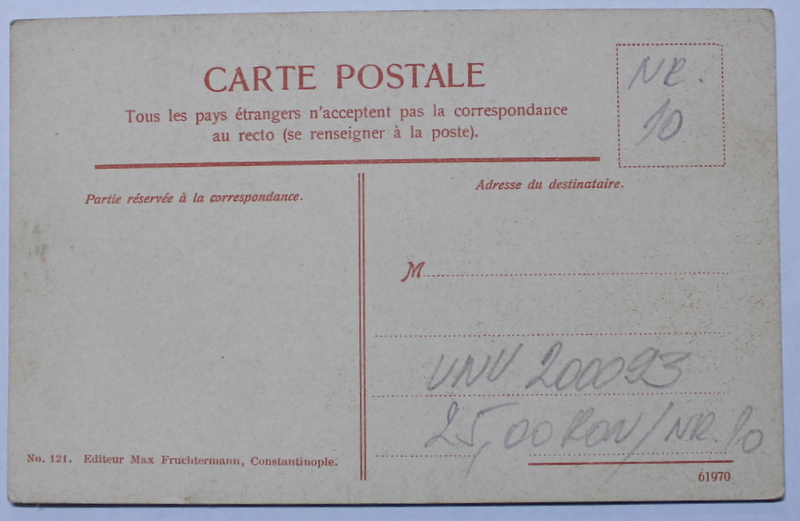 CARTE POSTALE
Tous les pays étrangers n'acceptent pas la correspondance
au recto (se renseigner à la poste).
NR.
10
Partie réservée à la correspondance.
Adresse du destinataire.
M
VNV 200093
25,00 RON/NR.10
No. 121. Editeur Max Fruchtermann, Constantinople.
61970